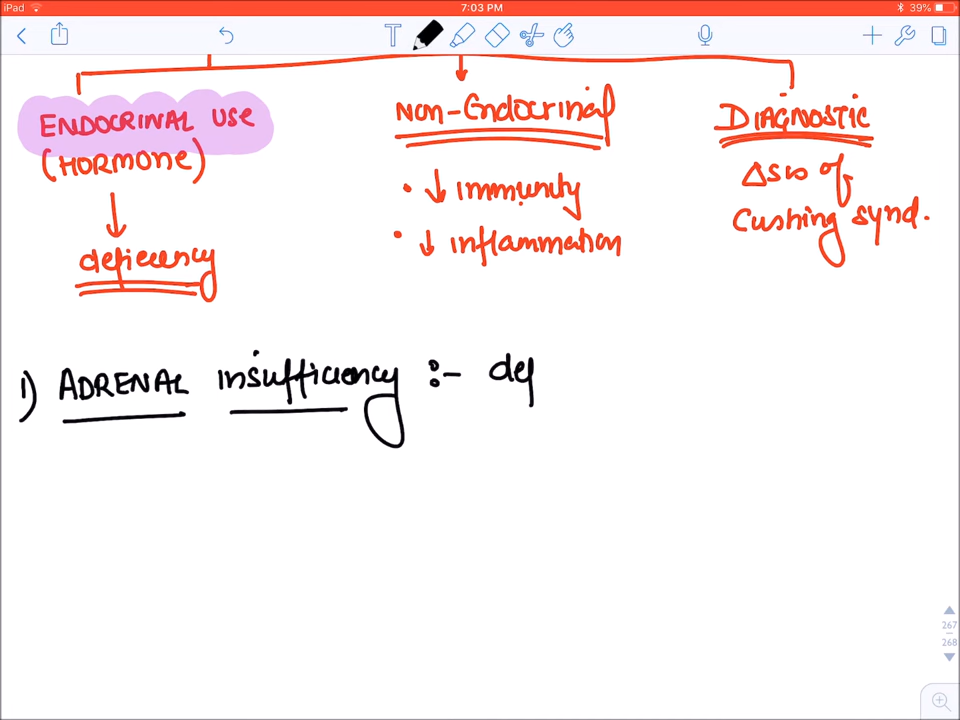 iPad 7:03 PM 39%
T
ENDOCRINAL USE
(HORMONE)
deficency
Non-Endocrinal
• ↓ immunity
• ↓ inflammation
DIAGNOSTIC
Δsis of
Cushing synd.
1) ADRENAL insufficiency :- def
267
268